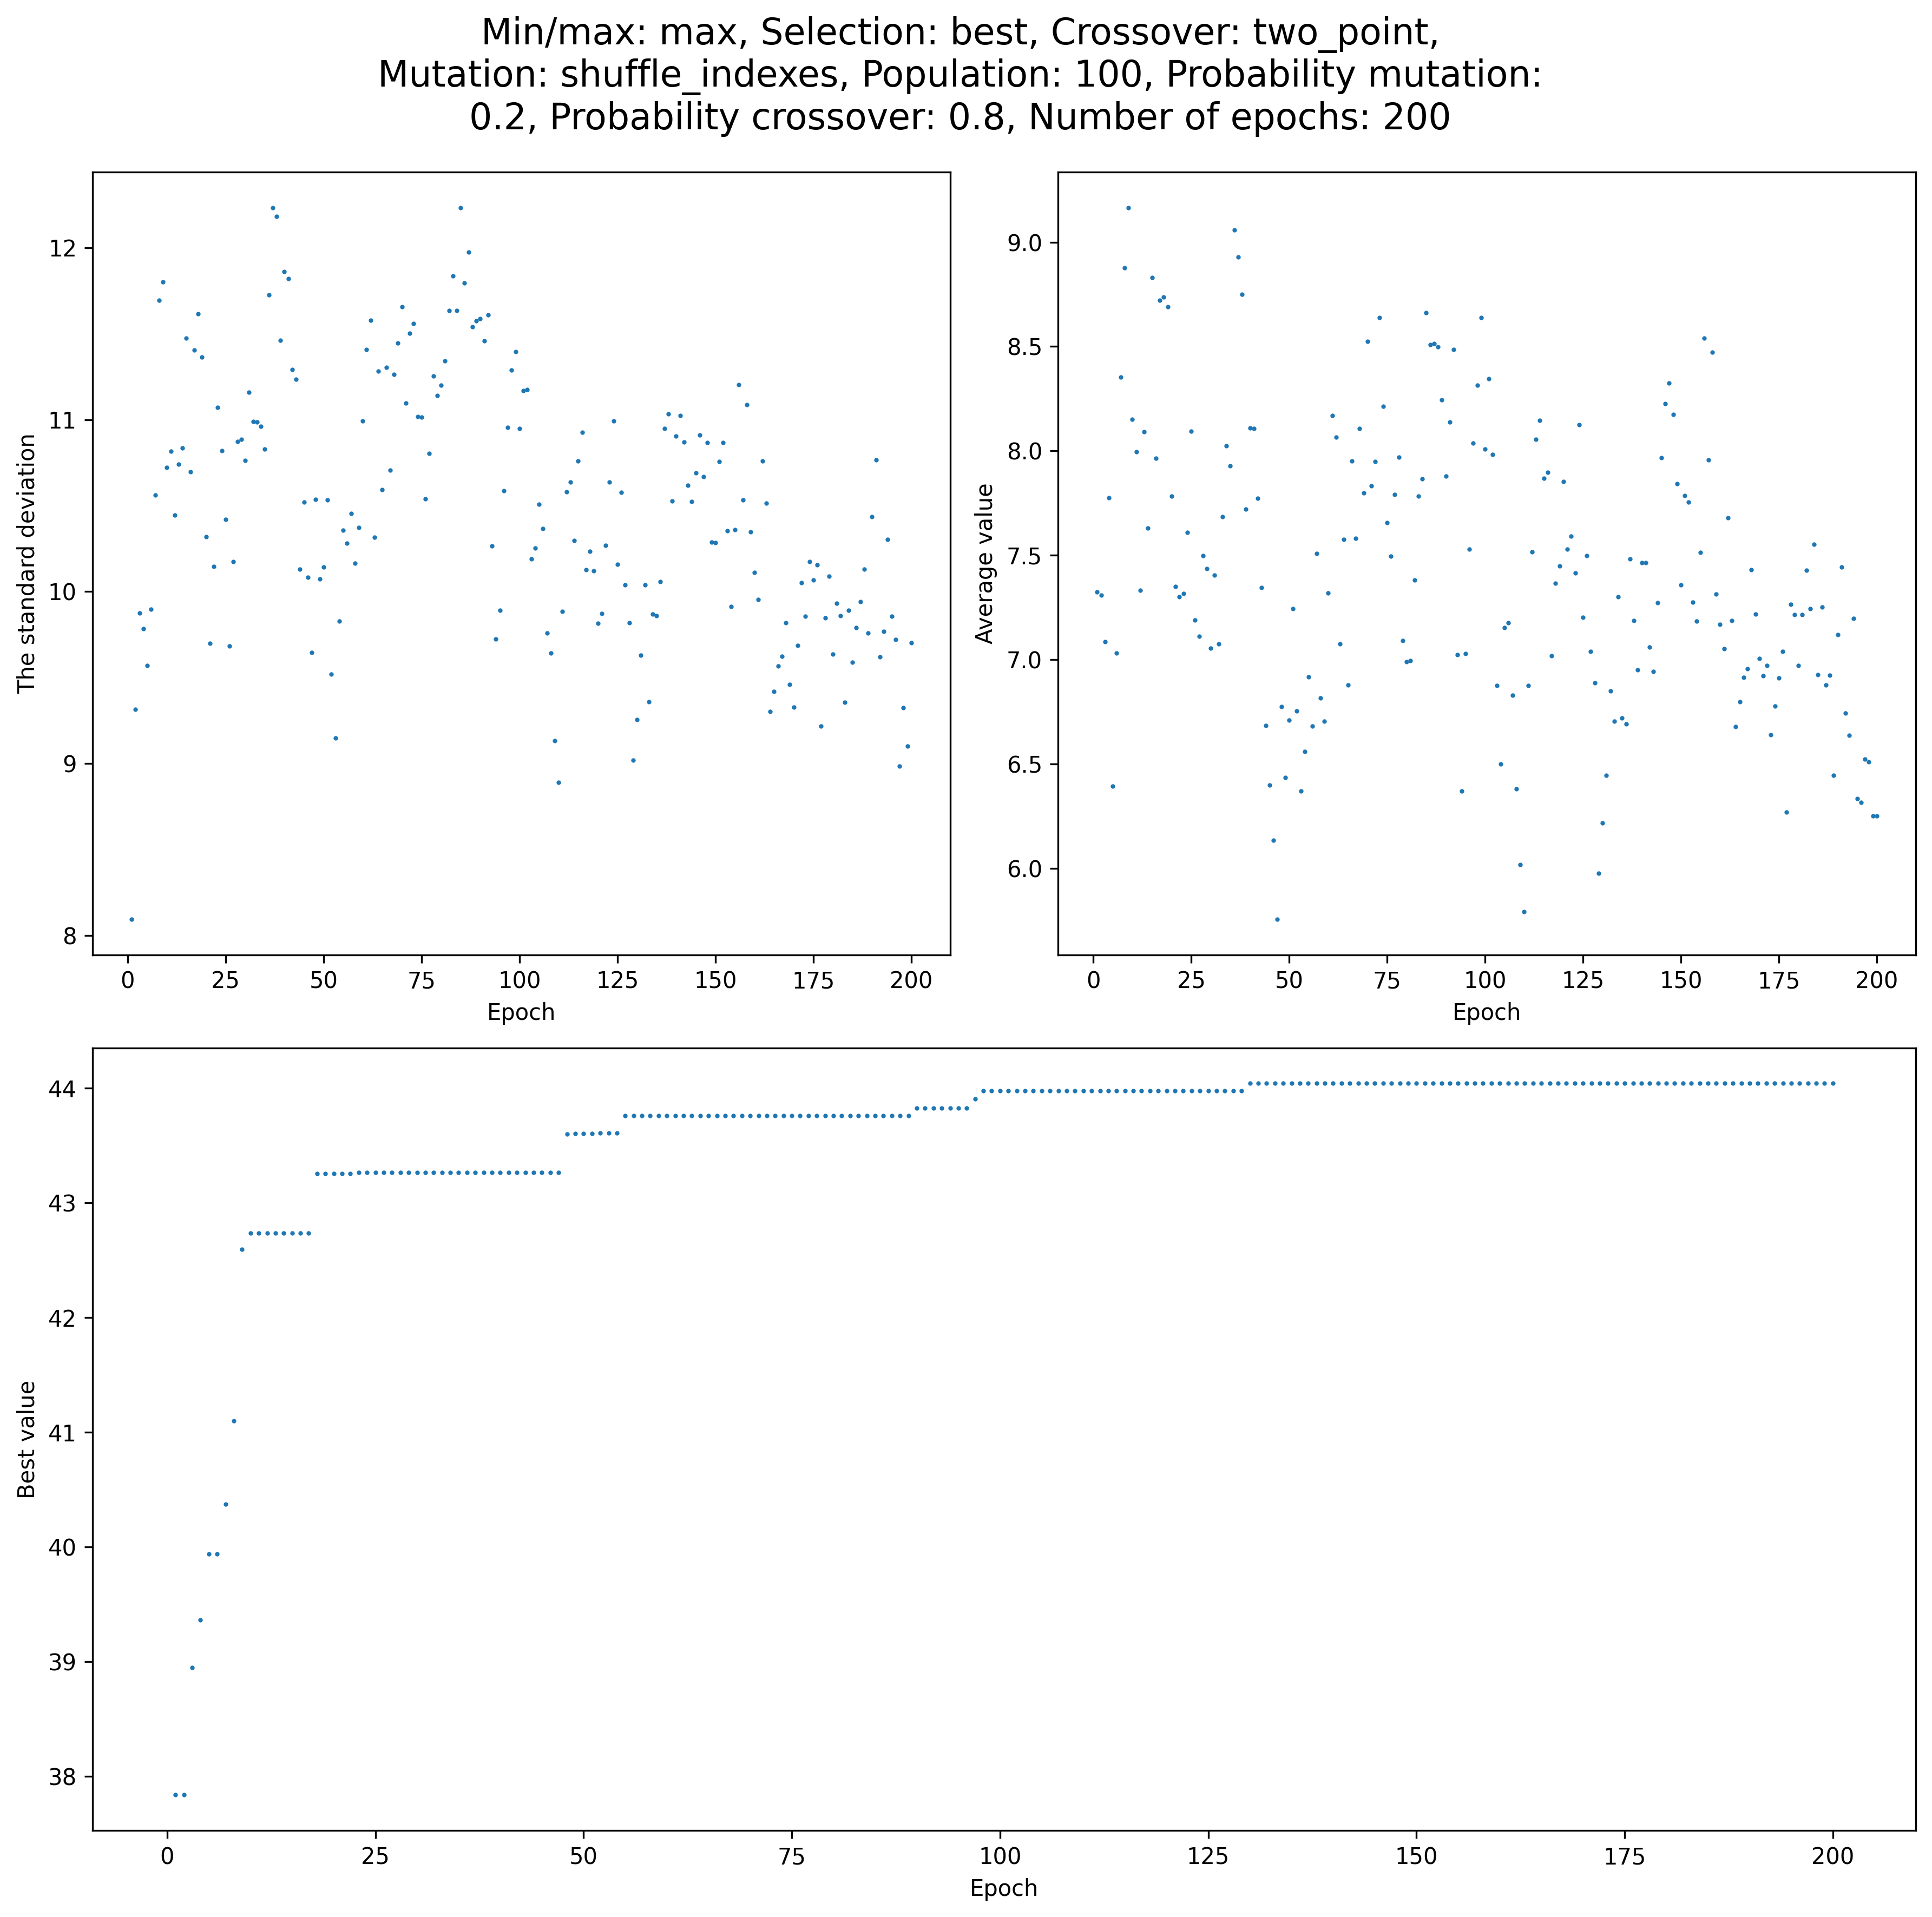 Min/max: max, Selection: best, Crossover: two_point,
Mutation: shuffle_indexes, Population: 100, Probability mutation:
0.2, Probability crossover: 0.8, Number of epochs: 200
The standard deviation
12
11
10
9
8
0 25 50 75 100 125 150 175 200
Epoch
Average value
9.0
8.5
8.0
7.5
7.0
6.5
6.0
0 25 50 75 100 125 150 175 200
Epoch
Best value
44
43
42
41
40
39
38
0 25 50 75 100 125 150 175 200
Epoch